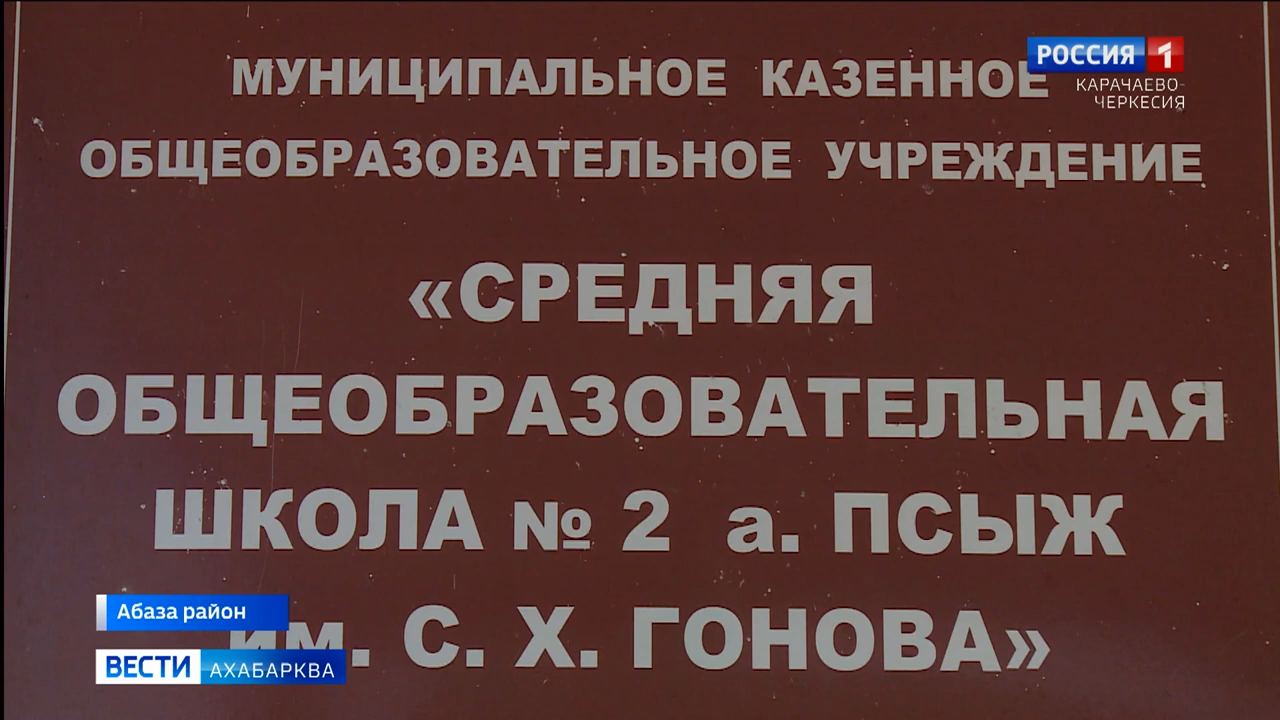 РОССИЯ 1
КАРАЧАЕВО-
ЧЕРКЕСИЯ
МУНИЦИПАЛЬНОЕ КАЗЕННОЕ
ОБЩЕОБРАЗОВАТЕЛЬНОЕ УЧРЕЖДЕНИЕ
«СРЕДНЯЯ
ОБЩЕОБРАЗОВАТЕЛЬНАЯ
ШКОЛА № 2 а. ПСЫЖ
им. С. Х. ГОНОВА»
Абаза район
ВЕСТИ АХАБАРКВА